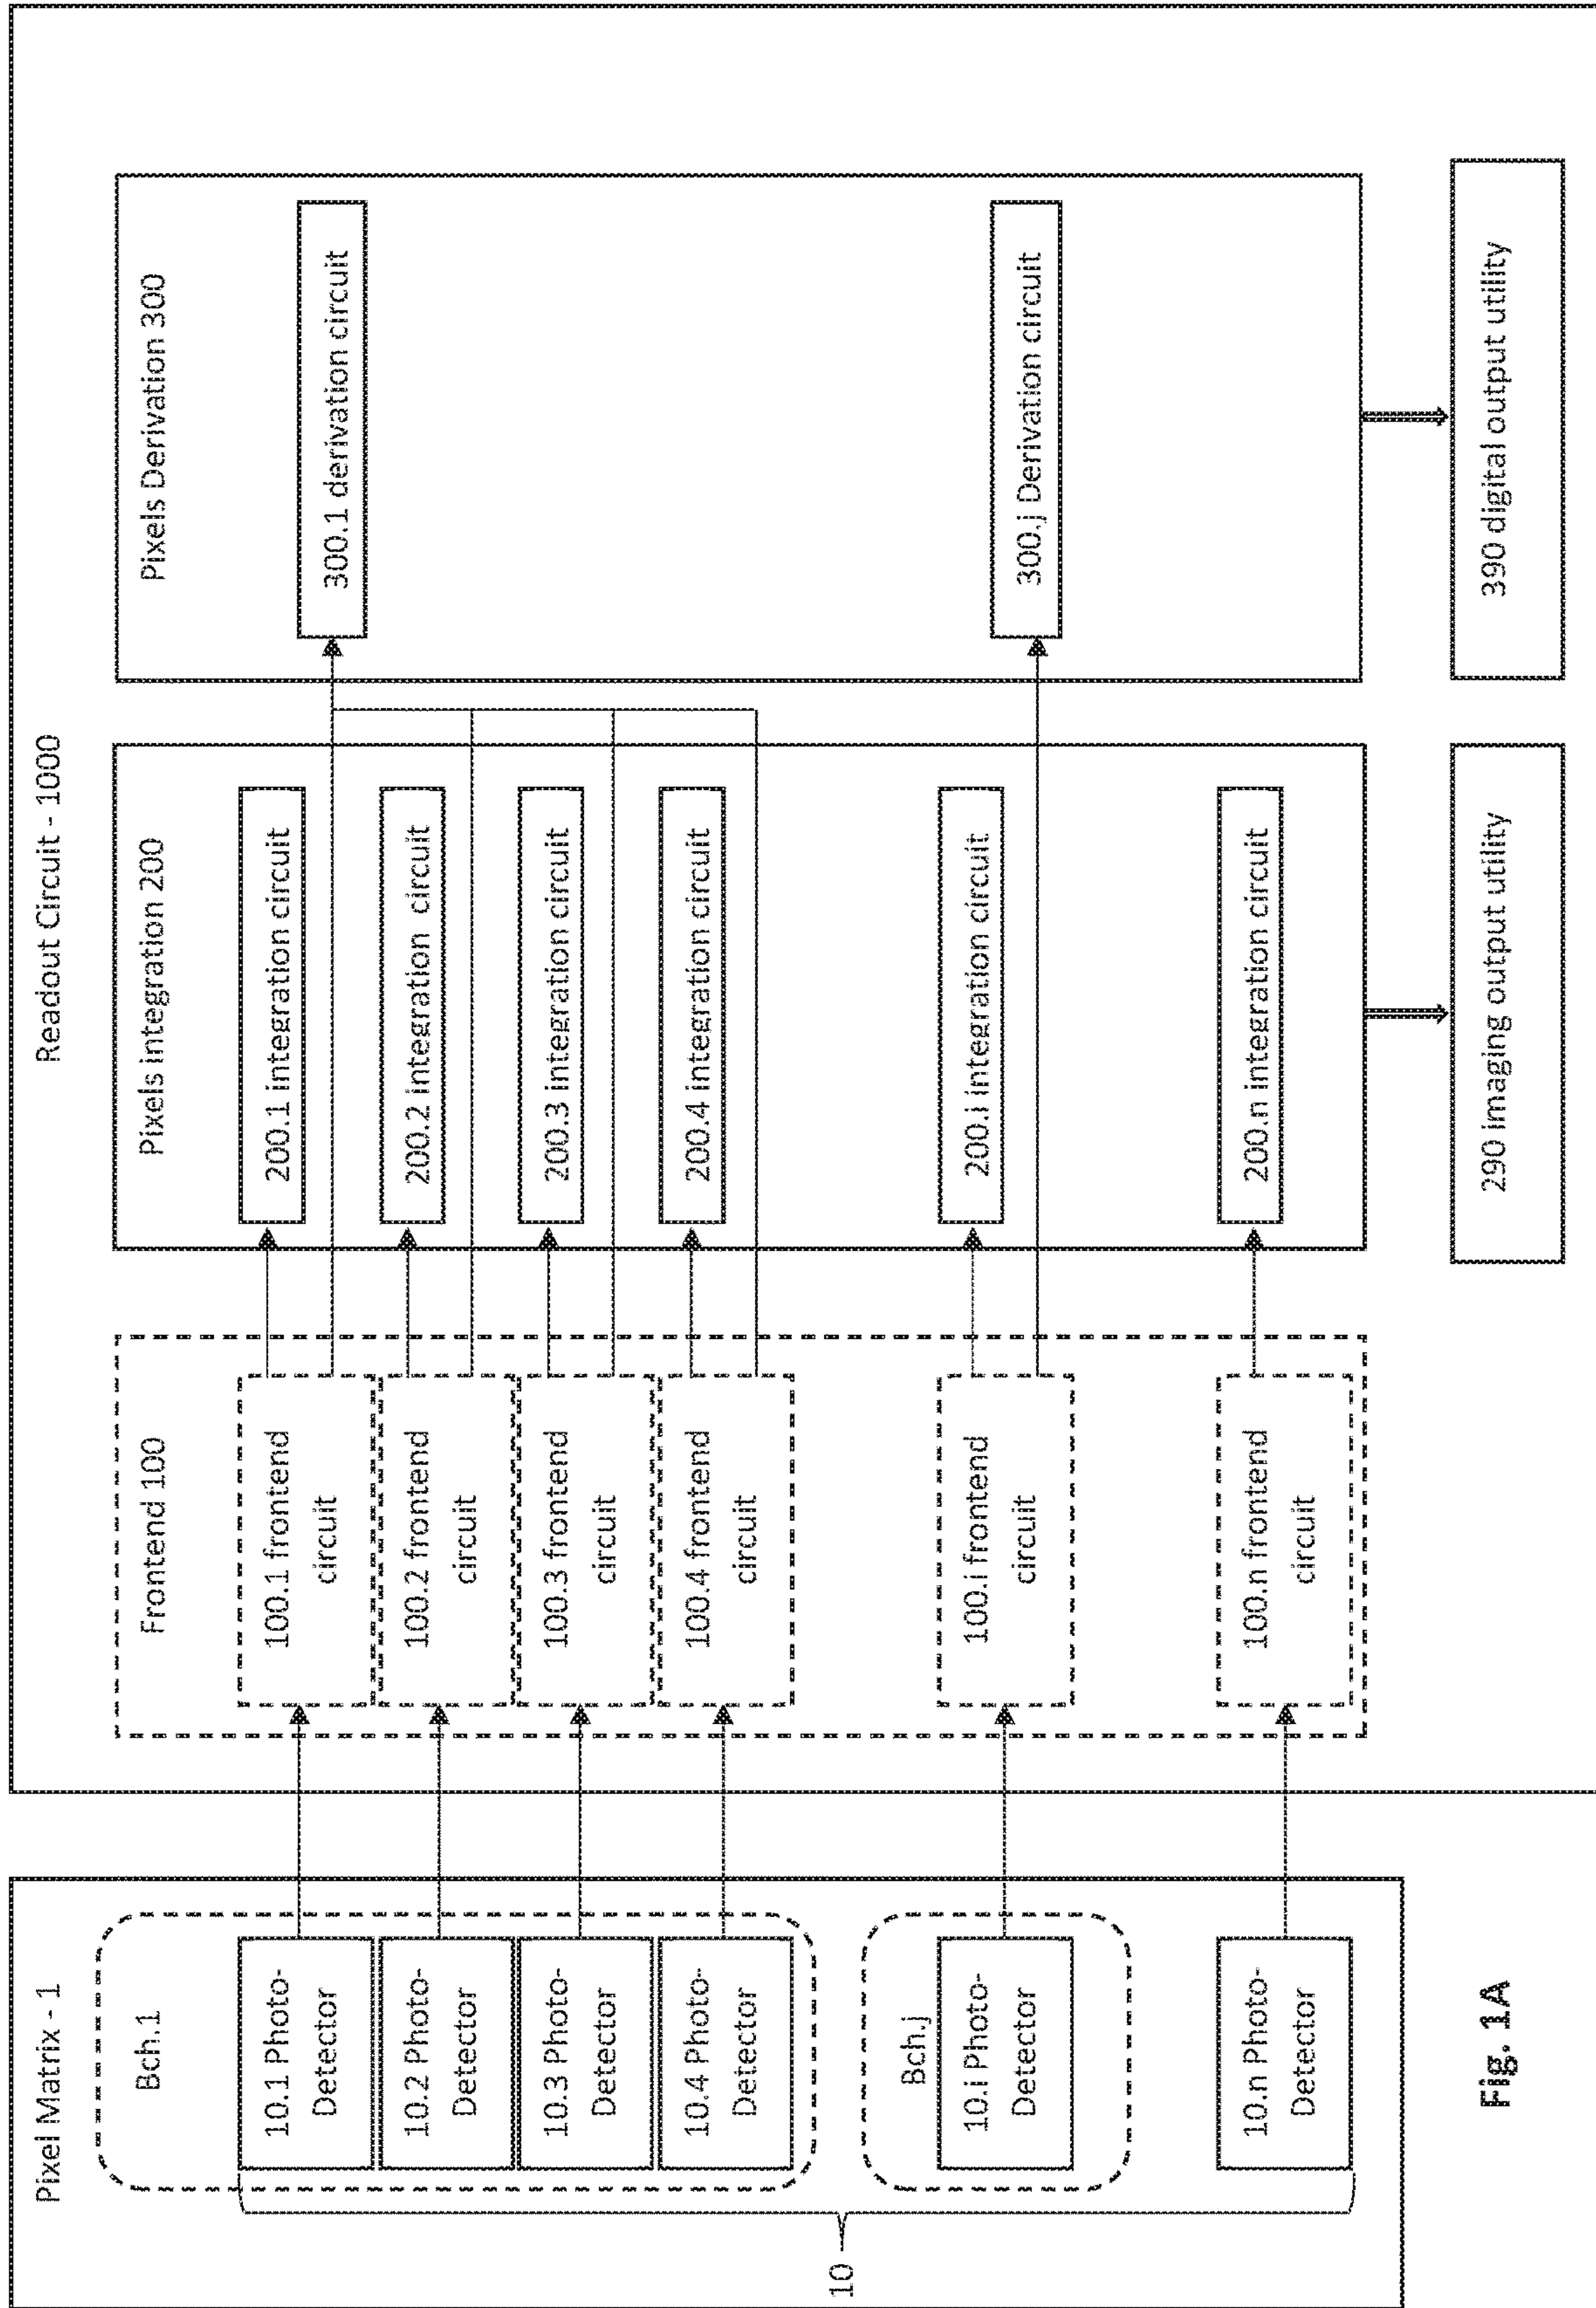 Pixel Matrix - 1
Bch.1
10.1 Photo-
Detector
10.2 Photo-
Detector
10.3 Photo-
Detector
10.4 Photo-
Detector
Bch.j
10.i Photo-
Detector
10.n Photo-
Detector
10
Readout Circuit - 1000
Frontend 100
100.1 frontend
circuit
100.2 frontend
circuit
100.3 frontend
circuit
100.4 frontend
circuit
100.i frontend
circuit
100.n frontend
circuit
Pixels integration 200
200.1 integration circuit
200.2 integration circuit
200.3 integration circuit
200.4 integration circuit
200.i integration circuit
200.n integration circuit
290 imaging output utility
Pixels Derivation 300
300.1 derivation circuit
300.j Derivation circuit
390 digital output utility
Fig. 1A